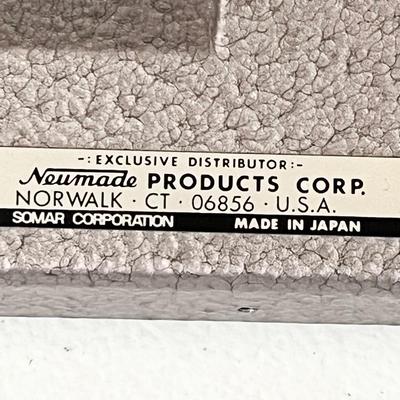 -: EXCLUSIVE DISTRIBUTOR :-
Neumade PRODUCTS CORP.
NORWALK · CT · 06856 · U.S.A.
SOMAR CORPORATION MADE IN JAPAN